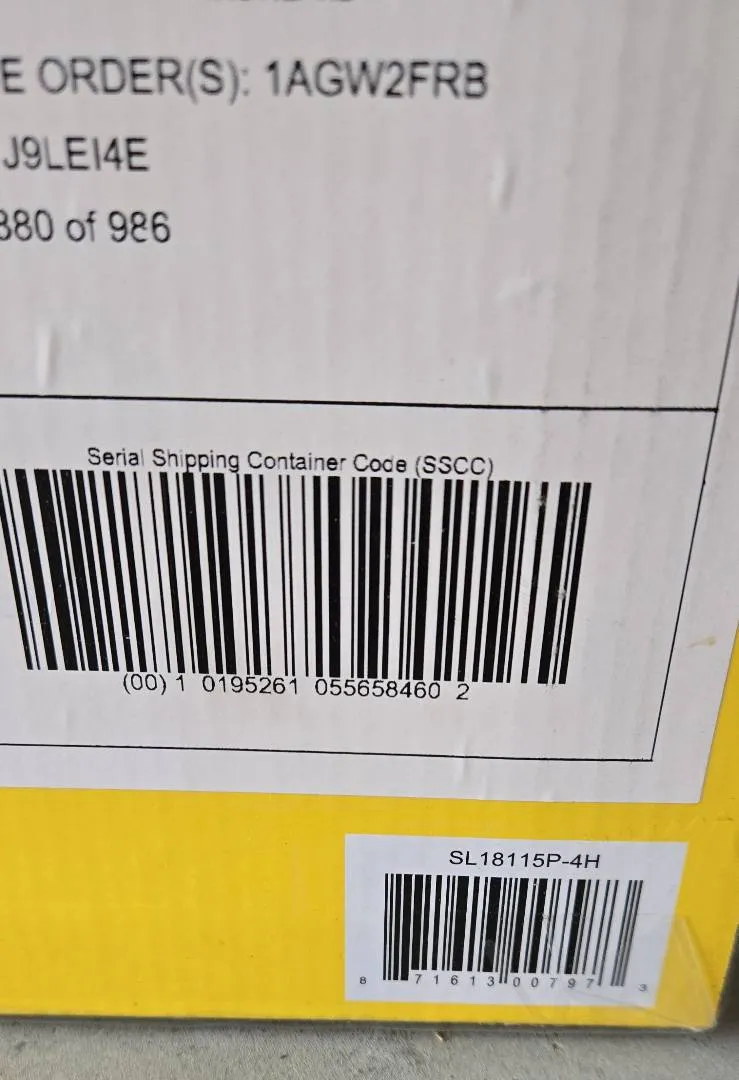 E ORDER(S): 1AGW2FRB
J9LEI4E
880 of 986
Serial Shipping Container Code (SSCC)
(00) 1 0195261 055658460 2
SL18115P-4H
8 71613 00797 3